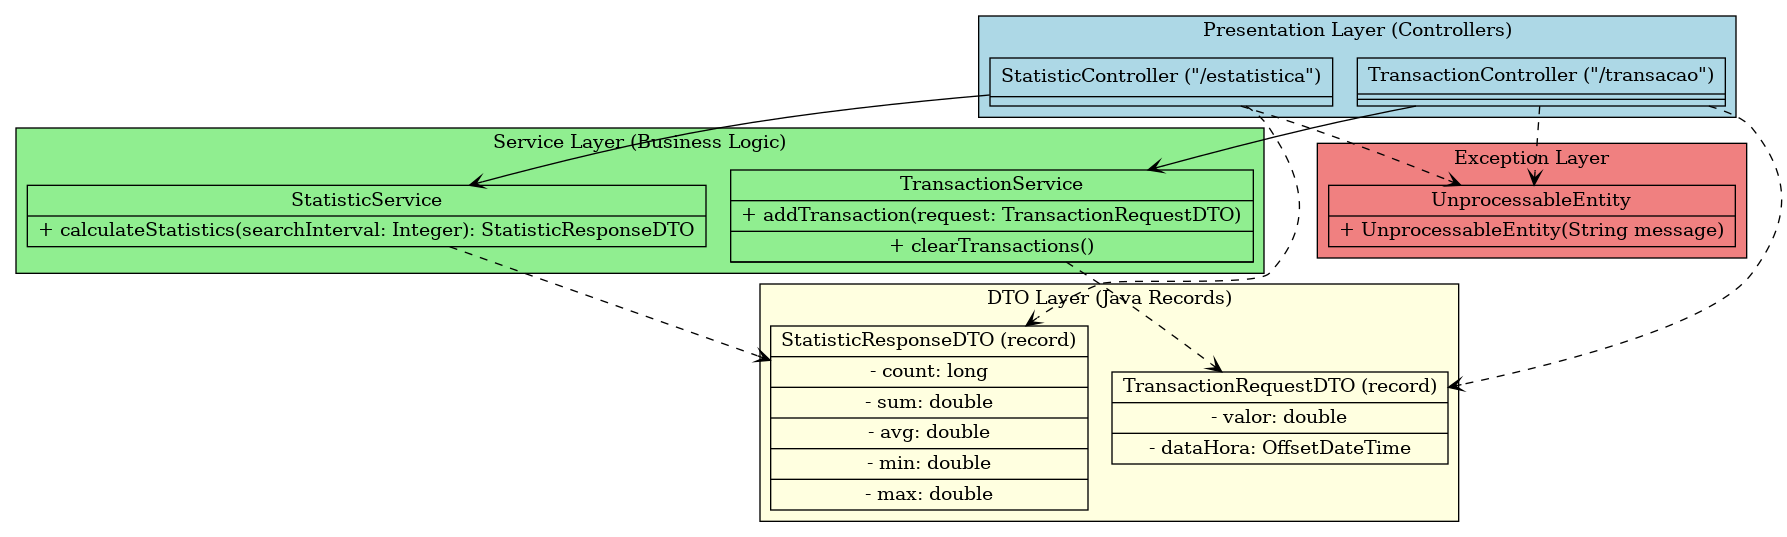 Presentation Layer (Controllers)
StatisticController ("/estatistica")
TransactionController ("/transacao")
Service Layer (Business Logic)
StatisticService
+ calculateStatistics(searchInterval: Integer): StatisticResponseDTO
TransactionService
+ addTransaction(request: TransactionRequestDTO)
+ clearTransactions()
Exception Layer
UnprocessableEntity
+ UnprocessableEntity(String message)
DTO Layer (Java Records)
StatisticResponseDTO (record)
- count: long
- sum: double
- avg: double
- min: double
- max: double
TransactionRequestDTO (record)
- valor: double
- dataHora: OffsetDateTime